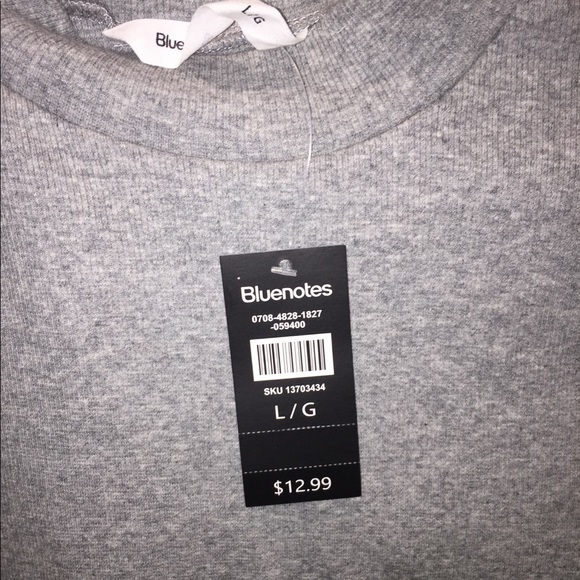 Blue
L/G
Bluenotes
0708-4828-1827
-059400
SKU 13703434
L / G
$12.99